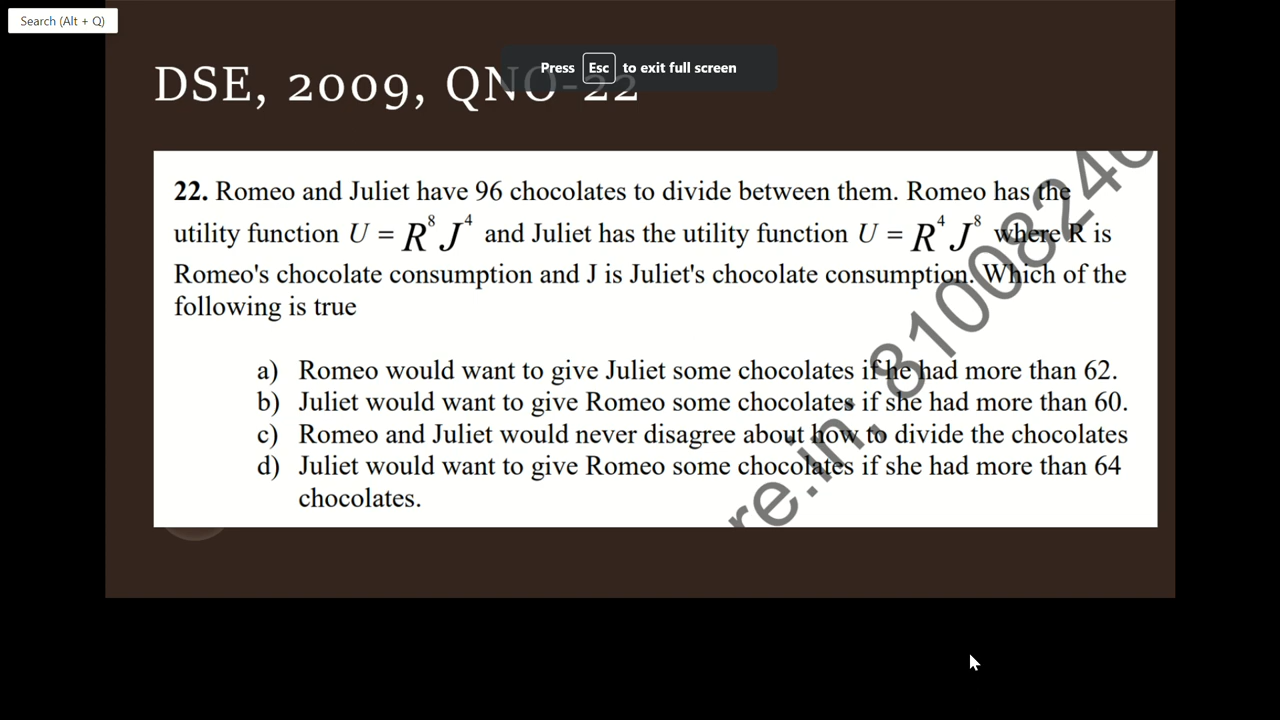 Search (Alt + Q)
Press Esc to exit full screen
DSE, 2009, QNO-22
22. Romeo and Juliet have 96 chocolates to divide between them. Romeo has the
utility function U = R⁸J⁴ and Juliet has the utility function U = R⁴J⁸ where R is
Romeo's chocolate consumption and J is Juliet's chocolate consumption. Which of the
following is true
a) Romeo would want to give Juliet some chocolates if he had more than 62.
b) Juliet would want to give Romeo some chocolates if she had more than 60.
c) Romeo and Juliet would never disagree about how to divide the chocolates
d) Juliet would want to give Romeo some chocolates if she had more than 64
chocolates.